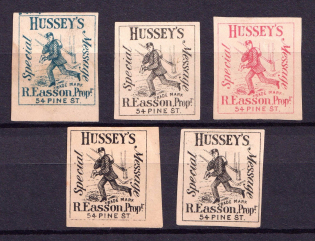 HUSSEY'S
Special Message
TRADE MARK
R. Easson, Propr.
54 PINE ST.
HUSSEY'S
Special Message
TRADE MARK
R. Easson, Propr.
54 PINE ST.
HUSSEY'S
Special Message
TRADE MARK
R. Easson, Propr.
54 PINE ST.
HUSSEY'S
Special Message
TRADE MARK
R. Easson, Propr.
54 PINE ST.
HUSSEY'S
Special Message
TRADE MARK
R. Easson, Propr.
54 PINE ST.